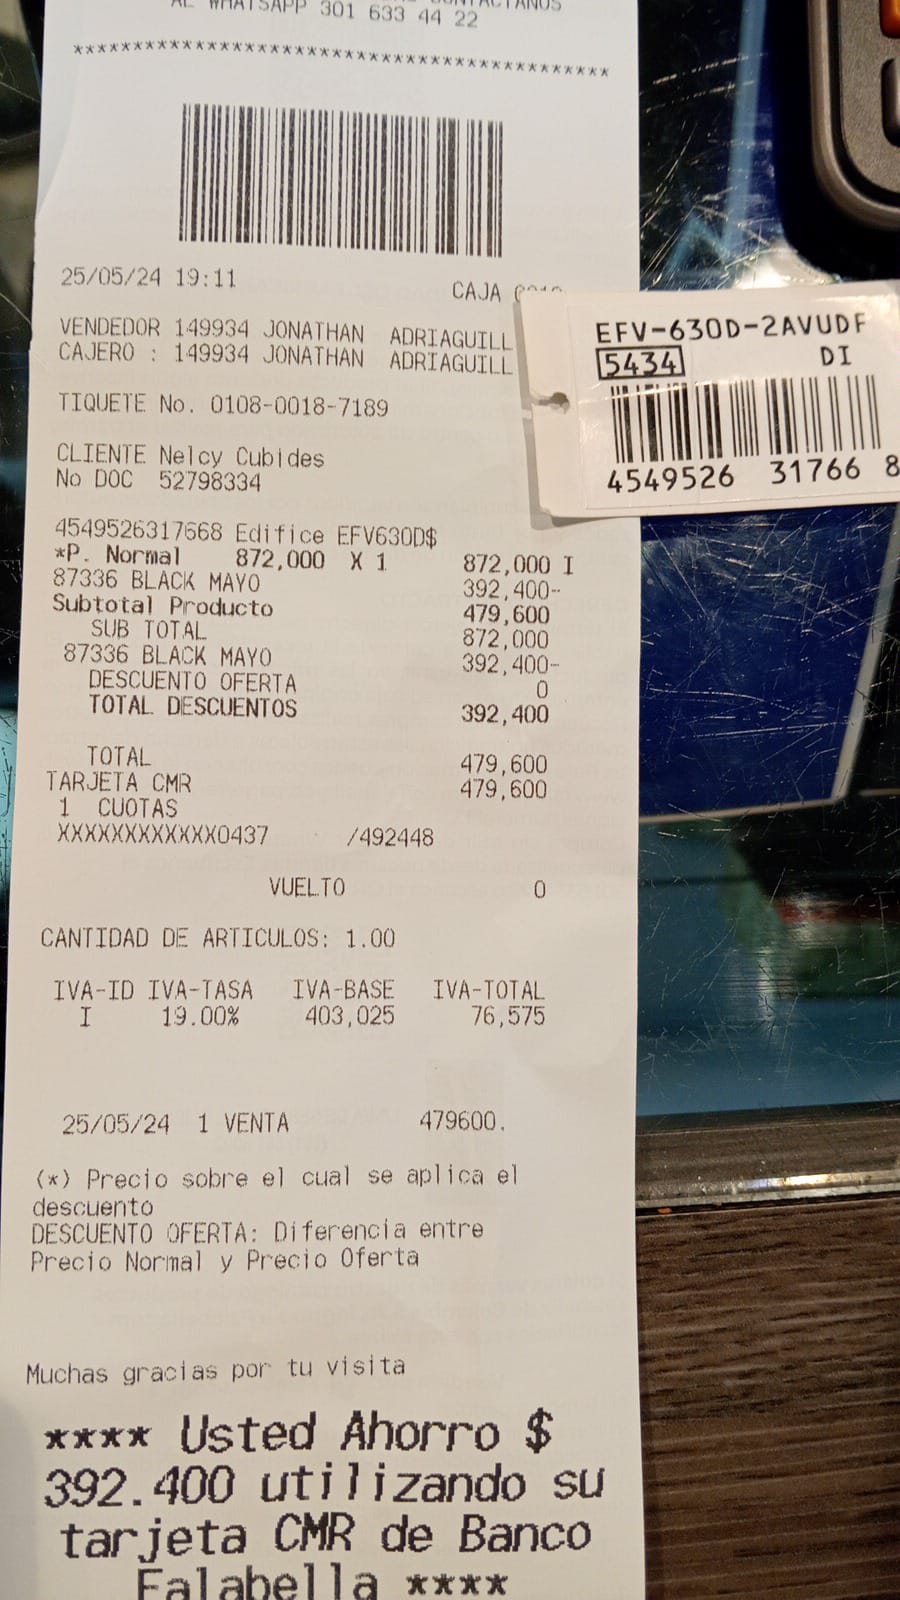 AL WHATSAPP 301 633 44 22
*********************************************
25/05/24 19:11 CAJA
VENDEDOR 149934 JONATHAN ADRIAGUILL
CAJERO : 149934 JONATHAN ADRIAGUILL
TIQUETE No. 0108-0018-7189
CLIENTE Nelcy Cubides
No DOC 52798334
4549526317668 Edifice EFV630D$
*P. Normal 872,000 X 1 872,000 I
87336 BLACK MAYO 392,400-
Subtotal Producto 479,600
SUB TOTAL 872,000
87336 BLACK MAYO 392,400-
DESCUENTO OFERTA 0
TOTAL DESCUENTOS 392,400
TOTAL 479,600
TARJETA CMR 479,600
1 CUOTAS
XXXXXXXXXXXX0437 /492448
VUELTO 0
CANTIDAD DE ARTICULOS: 1.00
IVA-ID IVA-TASA IVA-BASE IVA-TOTAL
I 19.00% 403,025 76,575
25/05/24 1 VENTA 479600.
(*) Precio sobre el cual se aplica el
descuento
DESCUENTO OFERTA: Diferencia entre
Precio Normal y Precio Oferta
Muchas gracias por tu visita
**** Usted Ahorro $
392.400 utilizando su
tarjeta CMR de Banco
Falabella ****
EFV-630D-2AVUDF
5434 DI
4549526 31766 8